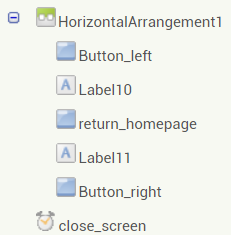 HorizontalArrangement1
Button_left
A Label10
return_homepage
A Label11
Button_right
close_screen